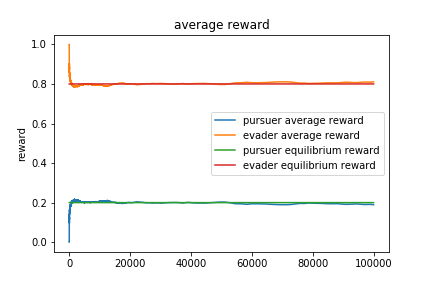 average reward
1.0
0.8
0.6
0.4
0.2
0.0
reward
pursuer average reward
evader average reward
pursuer equilibrium reward
evader equilibrium reward
0 20000 40000 60000 80000 100000